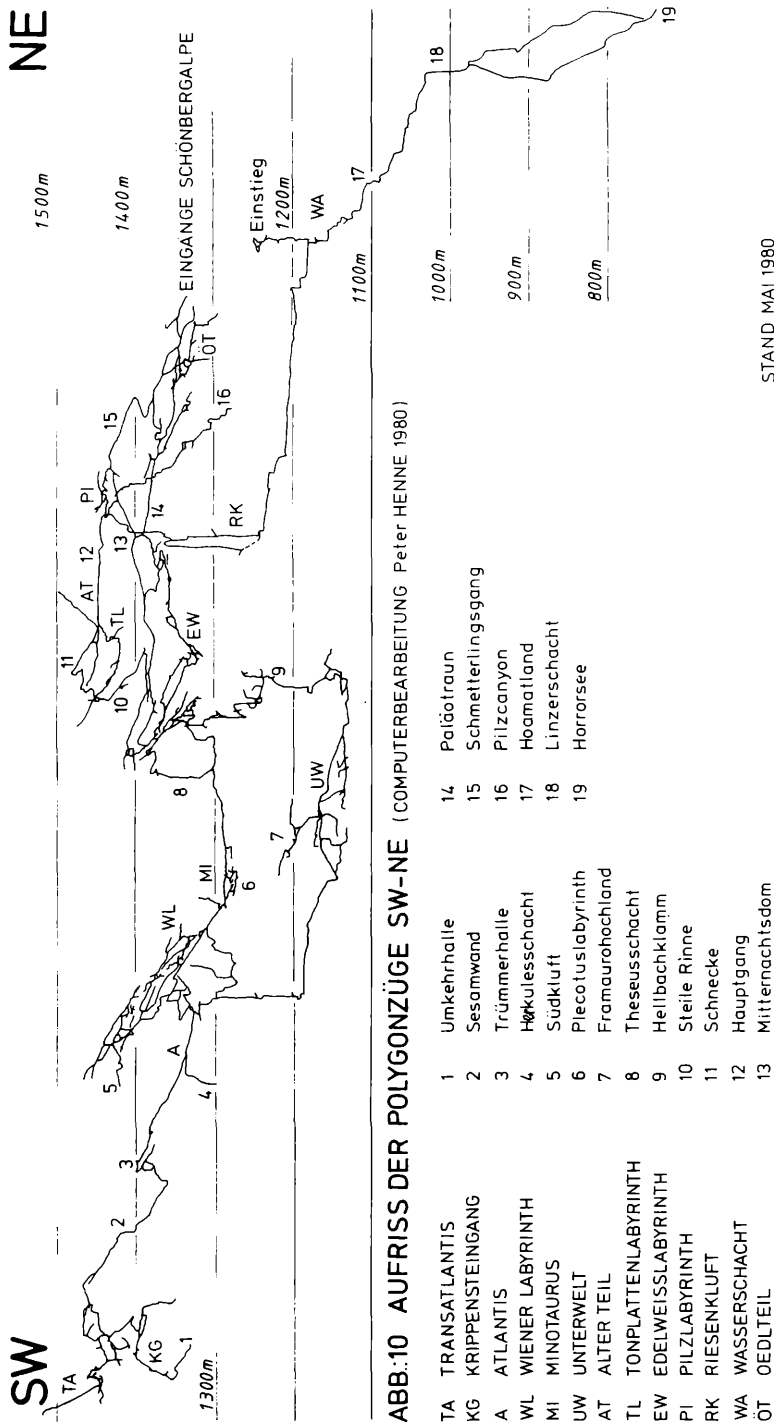 SW
NE
1500m
1400m
EINGÄNGE SCHÖNBERGALPE
TA
KG
1
2
3
1300m
A
4
5
WL
MI
6
7
UW
8
9
10
11
TL
AT
12
PI
13
14
15
16
ÖT
EW
RK
Einstieg
1200m
WA
17
18
19
1100m
1000m
900m
800m
ABB.:10 AUFRISS DER POLYGONZÜGE SW-NE (COMPUTERBEARBEITUNG Peter HENNE 1980)
TA TRANSATLANTIS
KG KRIPPENSTEINGANG
A ATLANTIS
WL WIENER LABYRINTH
MI MINOTAURUS
UW UNTERWELT
AT ALTER TEIL
TL TONPLATTENLABYRINTH
EW EDELWEISSLABYRINTH
PI PILZLABYRINTH
RK RIESENKLUFT
WA WASSERSCHACHT
ÖT OEDLTEIL
1 Umkehrhalle
2 Sesamwand
3 Trümmerhalle
4 Herkulesschacht
5 Südkluft
6 Plecotuslabyrinth
7 Framaurohochland
8 Theseusschacht
9 Hellbachklamm
10 Steile Rinne
11 Schnecke
12 Hauptgang
13 Mitternachtsdom
14 Paläotraun
15 Schmetterlingsgang
16 Pilzcanyon
17 Hoamatland
18 Linzerschacht
19 Horrorsee
STAND MAI 1980